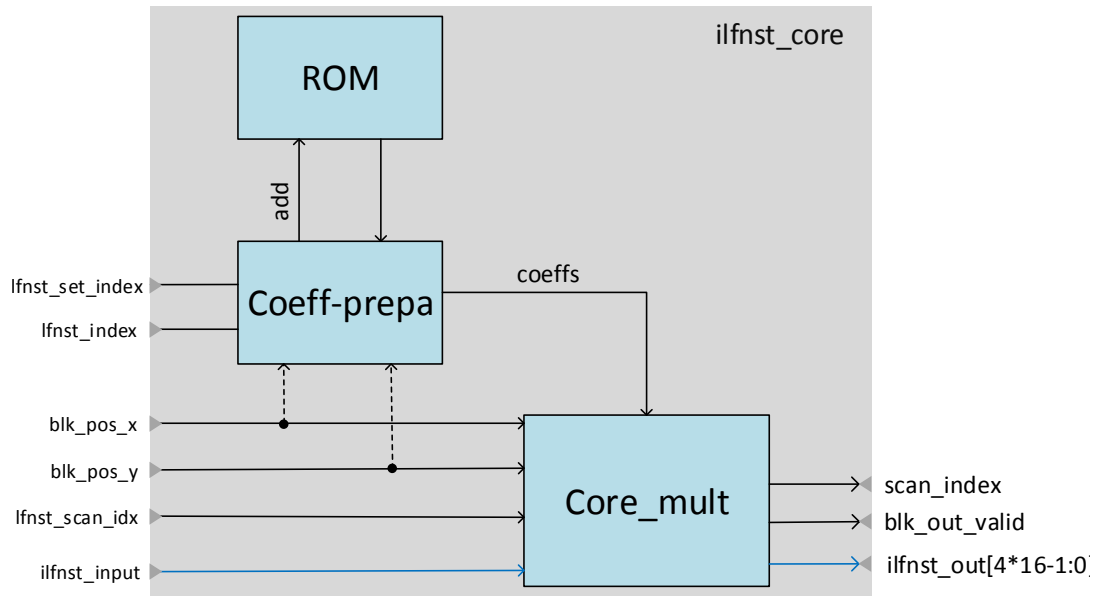 ilfnst_core
ROM
add
lfnst_set_index
lfnst_index
Coeff-prepa
coeffs
blk_pos_x
blk_pos_y
lfnst_scan_idx
ilfnst_input
Core_mult
scan_index
blk_out_valid
ilfnst_out[4*16-1:0]